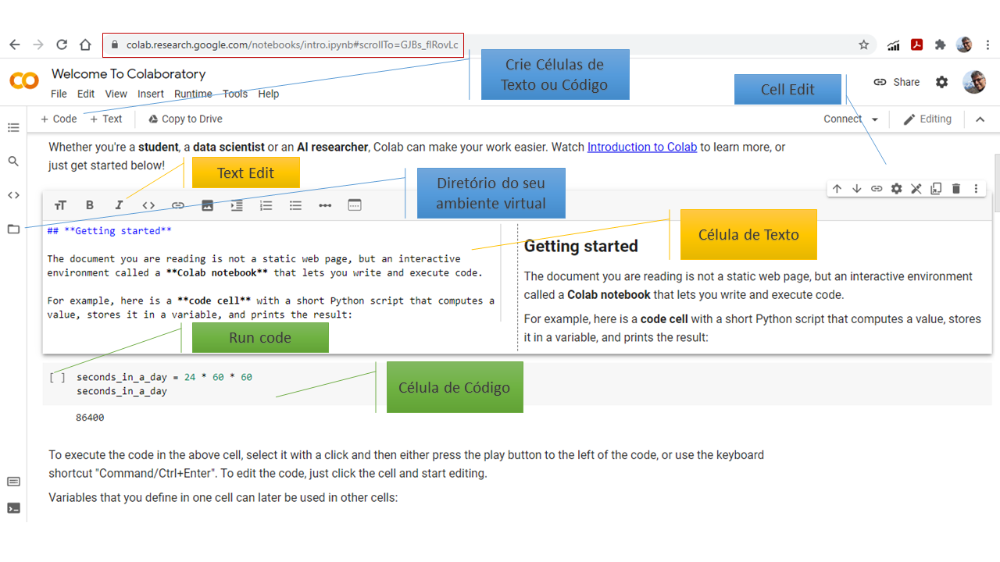 colab.research.google.com/notebooks/intro.ipynb#scrollTo=GJBs_flRovLc
Crie Células de
Texto ou Código
Welcome To Colaboratory
File Edit View Insert Runtime Tools Help
Cell Edit
Share
+ Code + Text Copy to Drive
Connect Editing
Whether you're a student, a data scientist or an AI researcher, Colab can make your work easier. Watch Introduction to Colab to learn more, or
just get started below!
Text Edit
Diretório do seu
ambiente virtual
## **Getting started**
The document you are reading is not a static web page, but an interactive
environment called a **Colab notebook** that lets you write and execute code.
For example, here is a **code cell** with a short Python script that computes a
value, stores it in a variable, and prints the result:
Célula de Texto
Getting started
The document you are reading is not a static web page, but an interactive environment
called a Colab notebook that lets you write and execute code.
For example, here is a code cell with a short Python script that computes a value, stores
it in a variable, and prints the result:
Run code
[ ] seconds_in_a_day = 24 * 60 * 60
seconds_in_a_day
Célula de Código
86400
To execute the code in the above cell, select it with a click and then either press the play button to the left of the code, or use the keyboard
shortcut "Command/Ctrl+Enter". To edit the code, just click the cell and start editing.
Variables that you define in one cell can later be used in other cells: